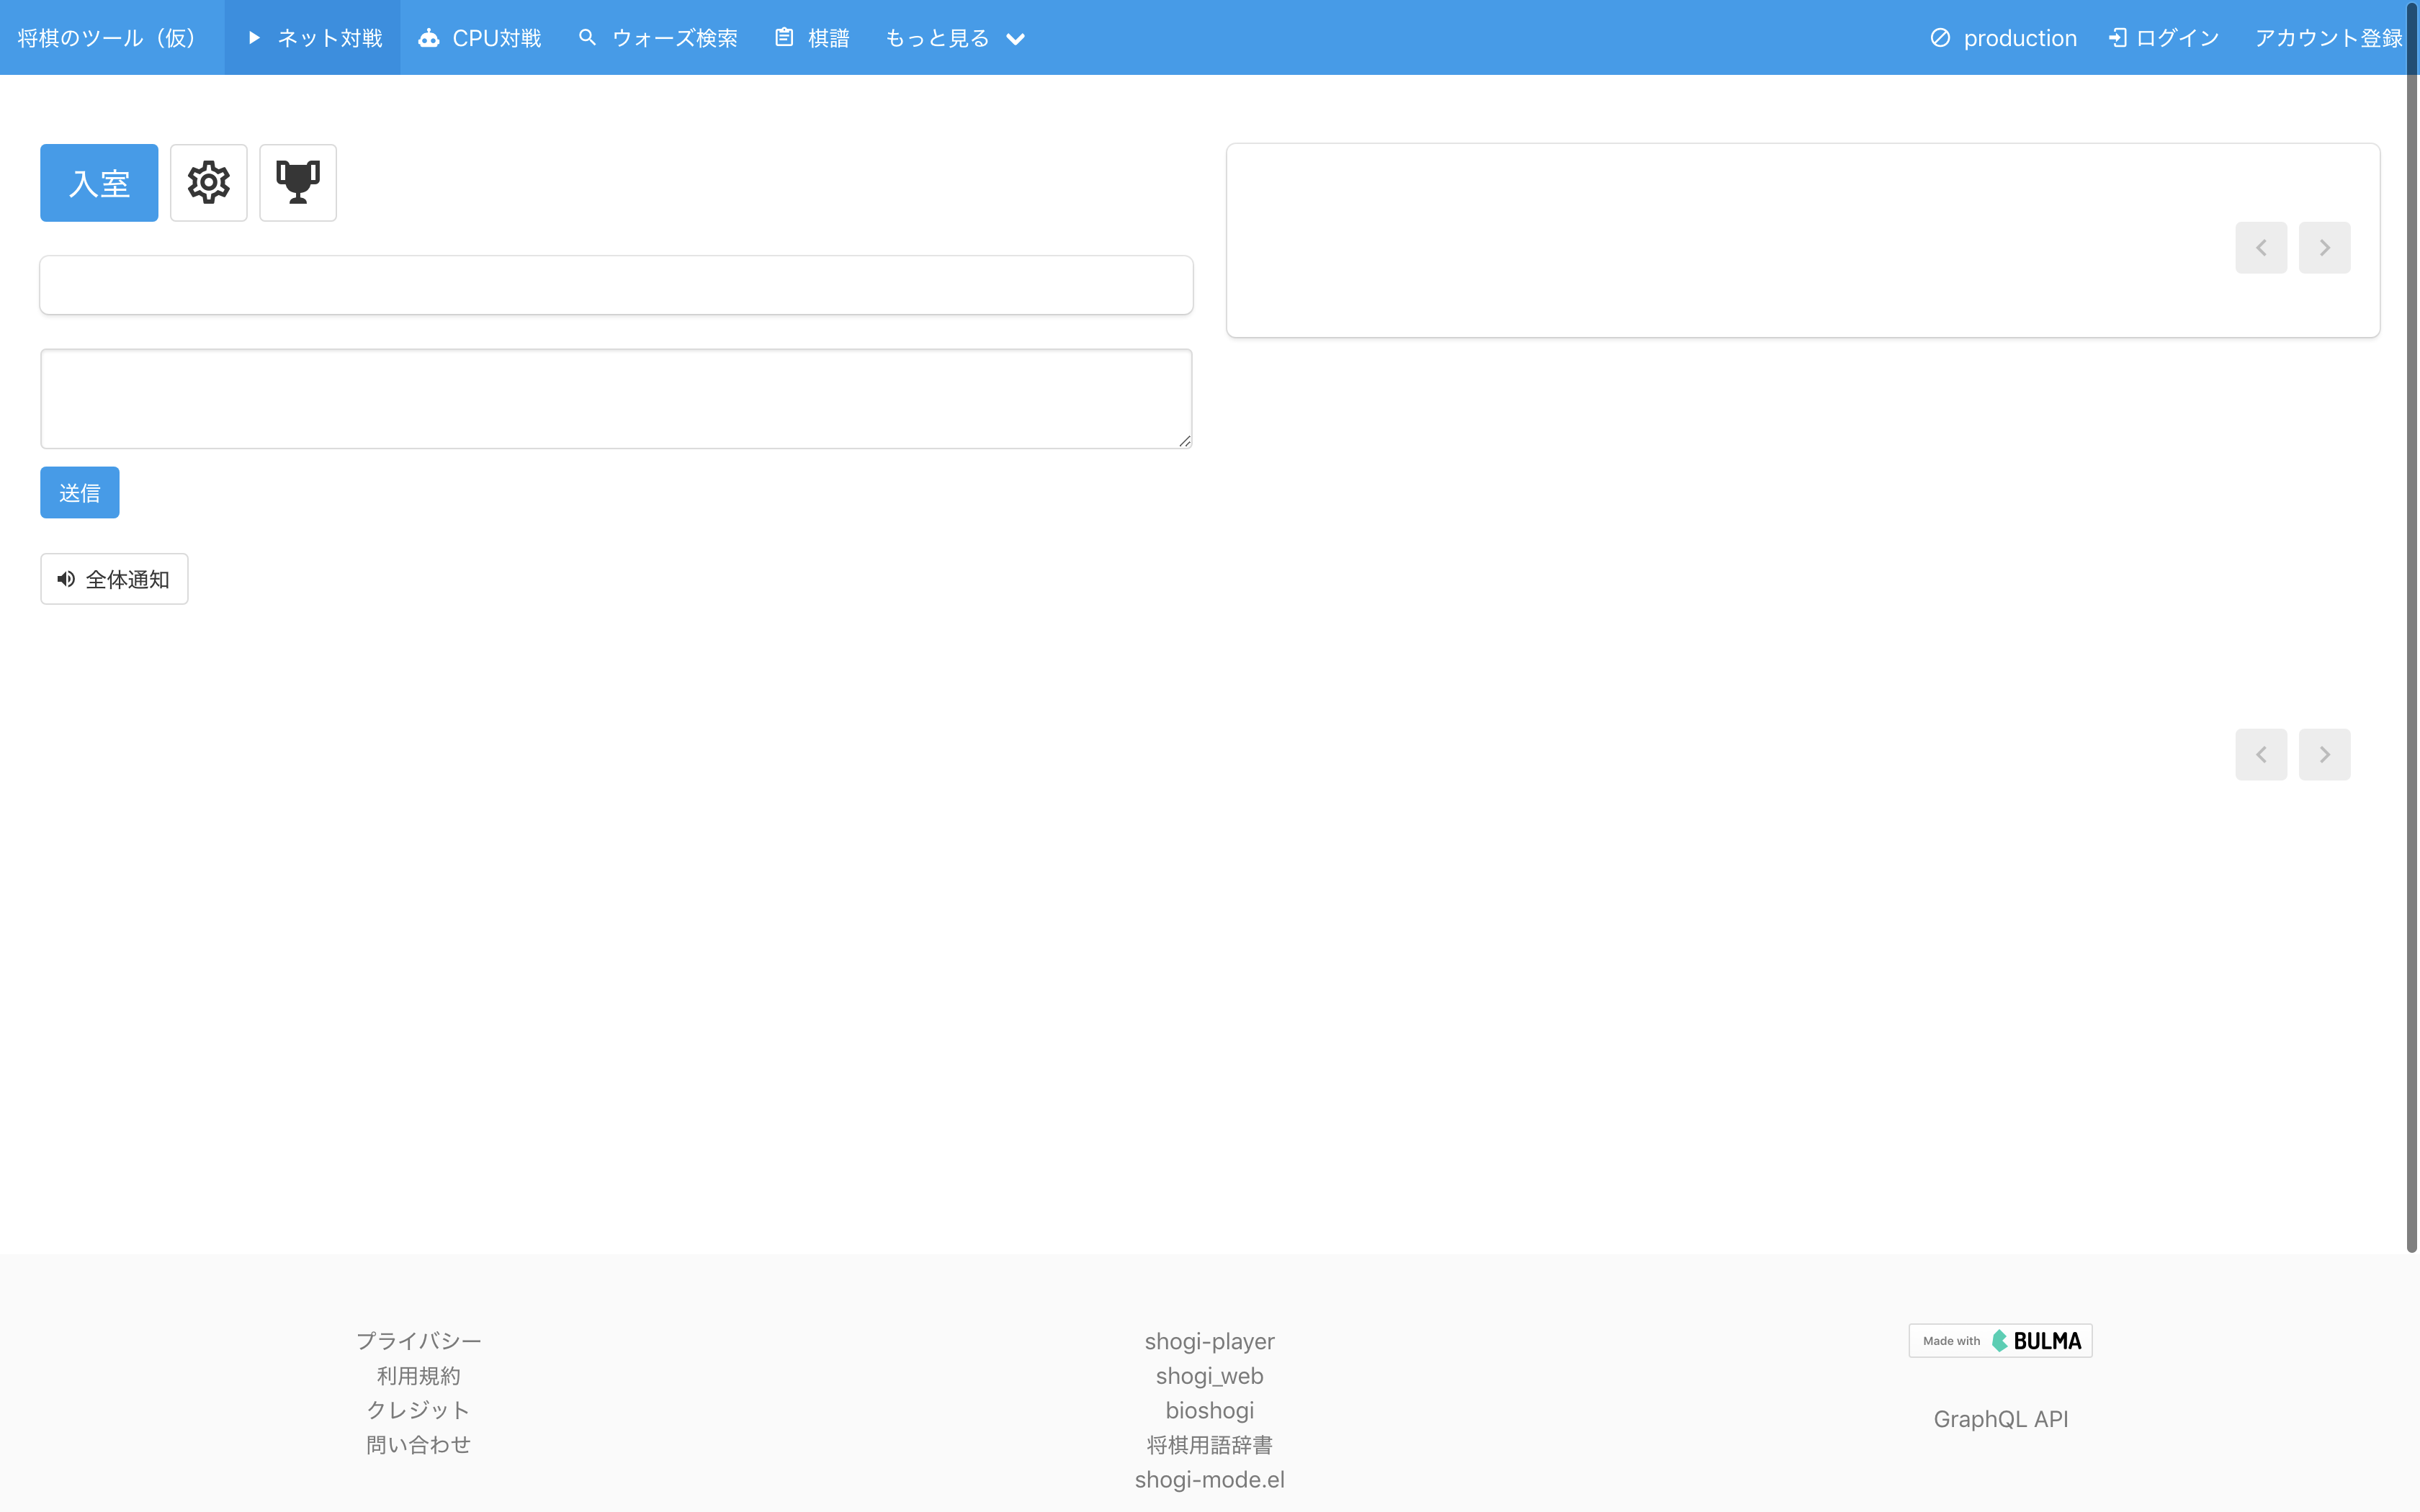 将棋のツール（仮）
ネット対戦
CPU対戦
ウォーズ検索
棋譜
もっと見る
production
ログイン
アカウント登録
入室
送信
全体通知
プライバシー
利用規約
クレジット
問い合わせ
shogi-player
shogi_web
bioshogi
将棋用語辞書
shogi-mode.el
Made with BULMA
GraphQL API